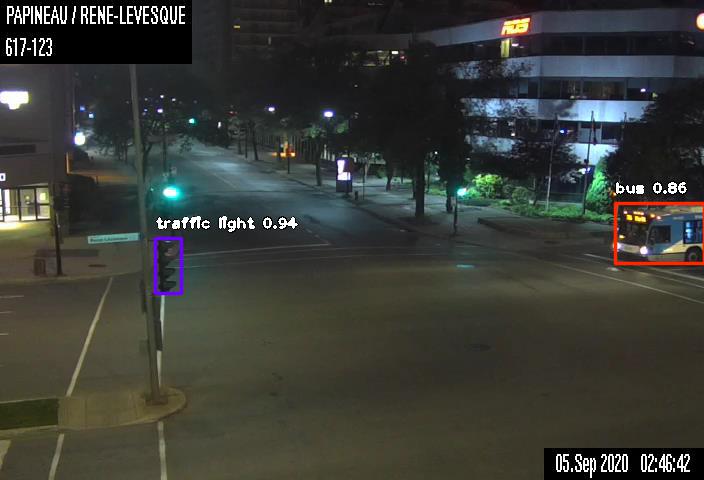 PAPINEAU / RENE-LEVESQUE
617-123
bus 0.86
traffic light 0.94
05.Sep 2020 02:46:42